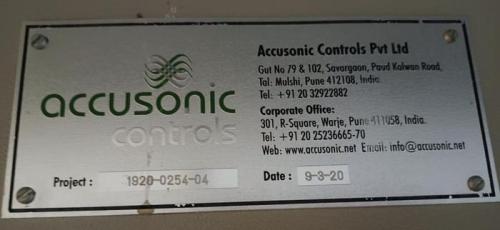 accusonic
controls
Project : 1920-0254-04
Accusonic Controls Pvt Ltd
Gut No 79 & 102, Savargaon, Paud Kolwan Road,
Tal: Mulshi, Pune 412108, India.
Tel: +91 20 32922882
Corporate Office:
301, R-Square, Warje, Pune 411058, India.
Tel: +91 20 25236665-70
Web: www.accusonic.net Email: info@accusonic.net
Date : 9-3-20